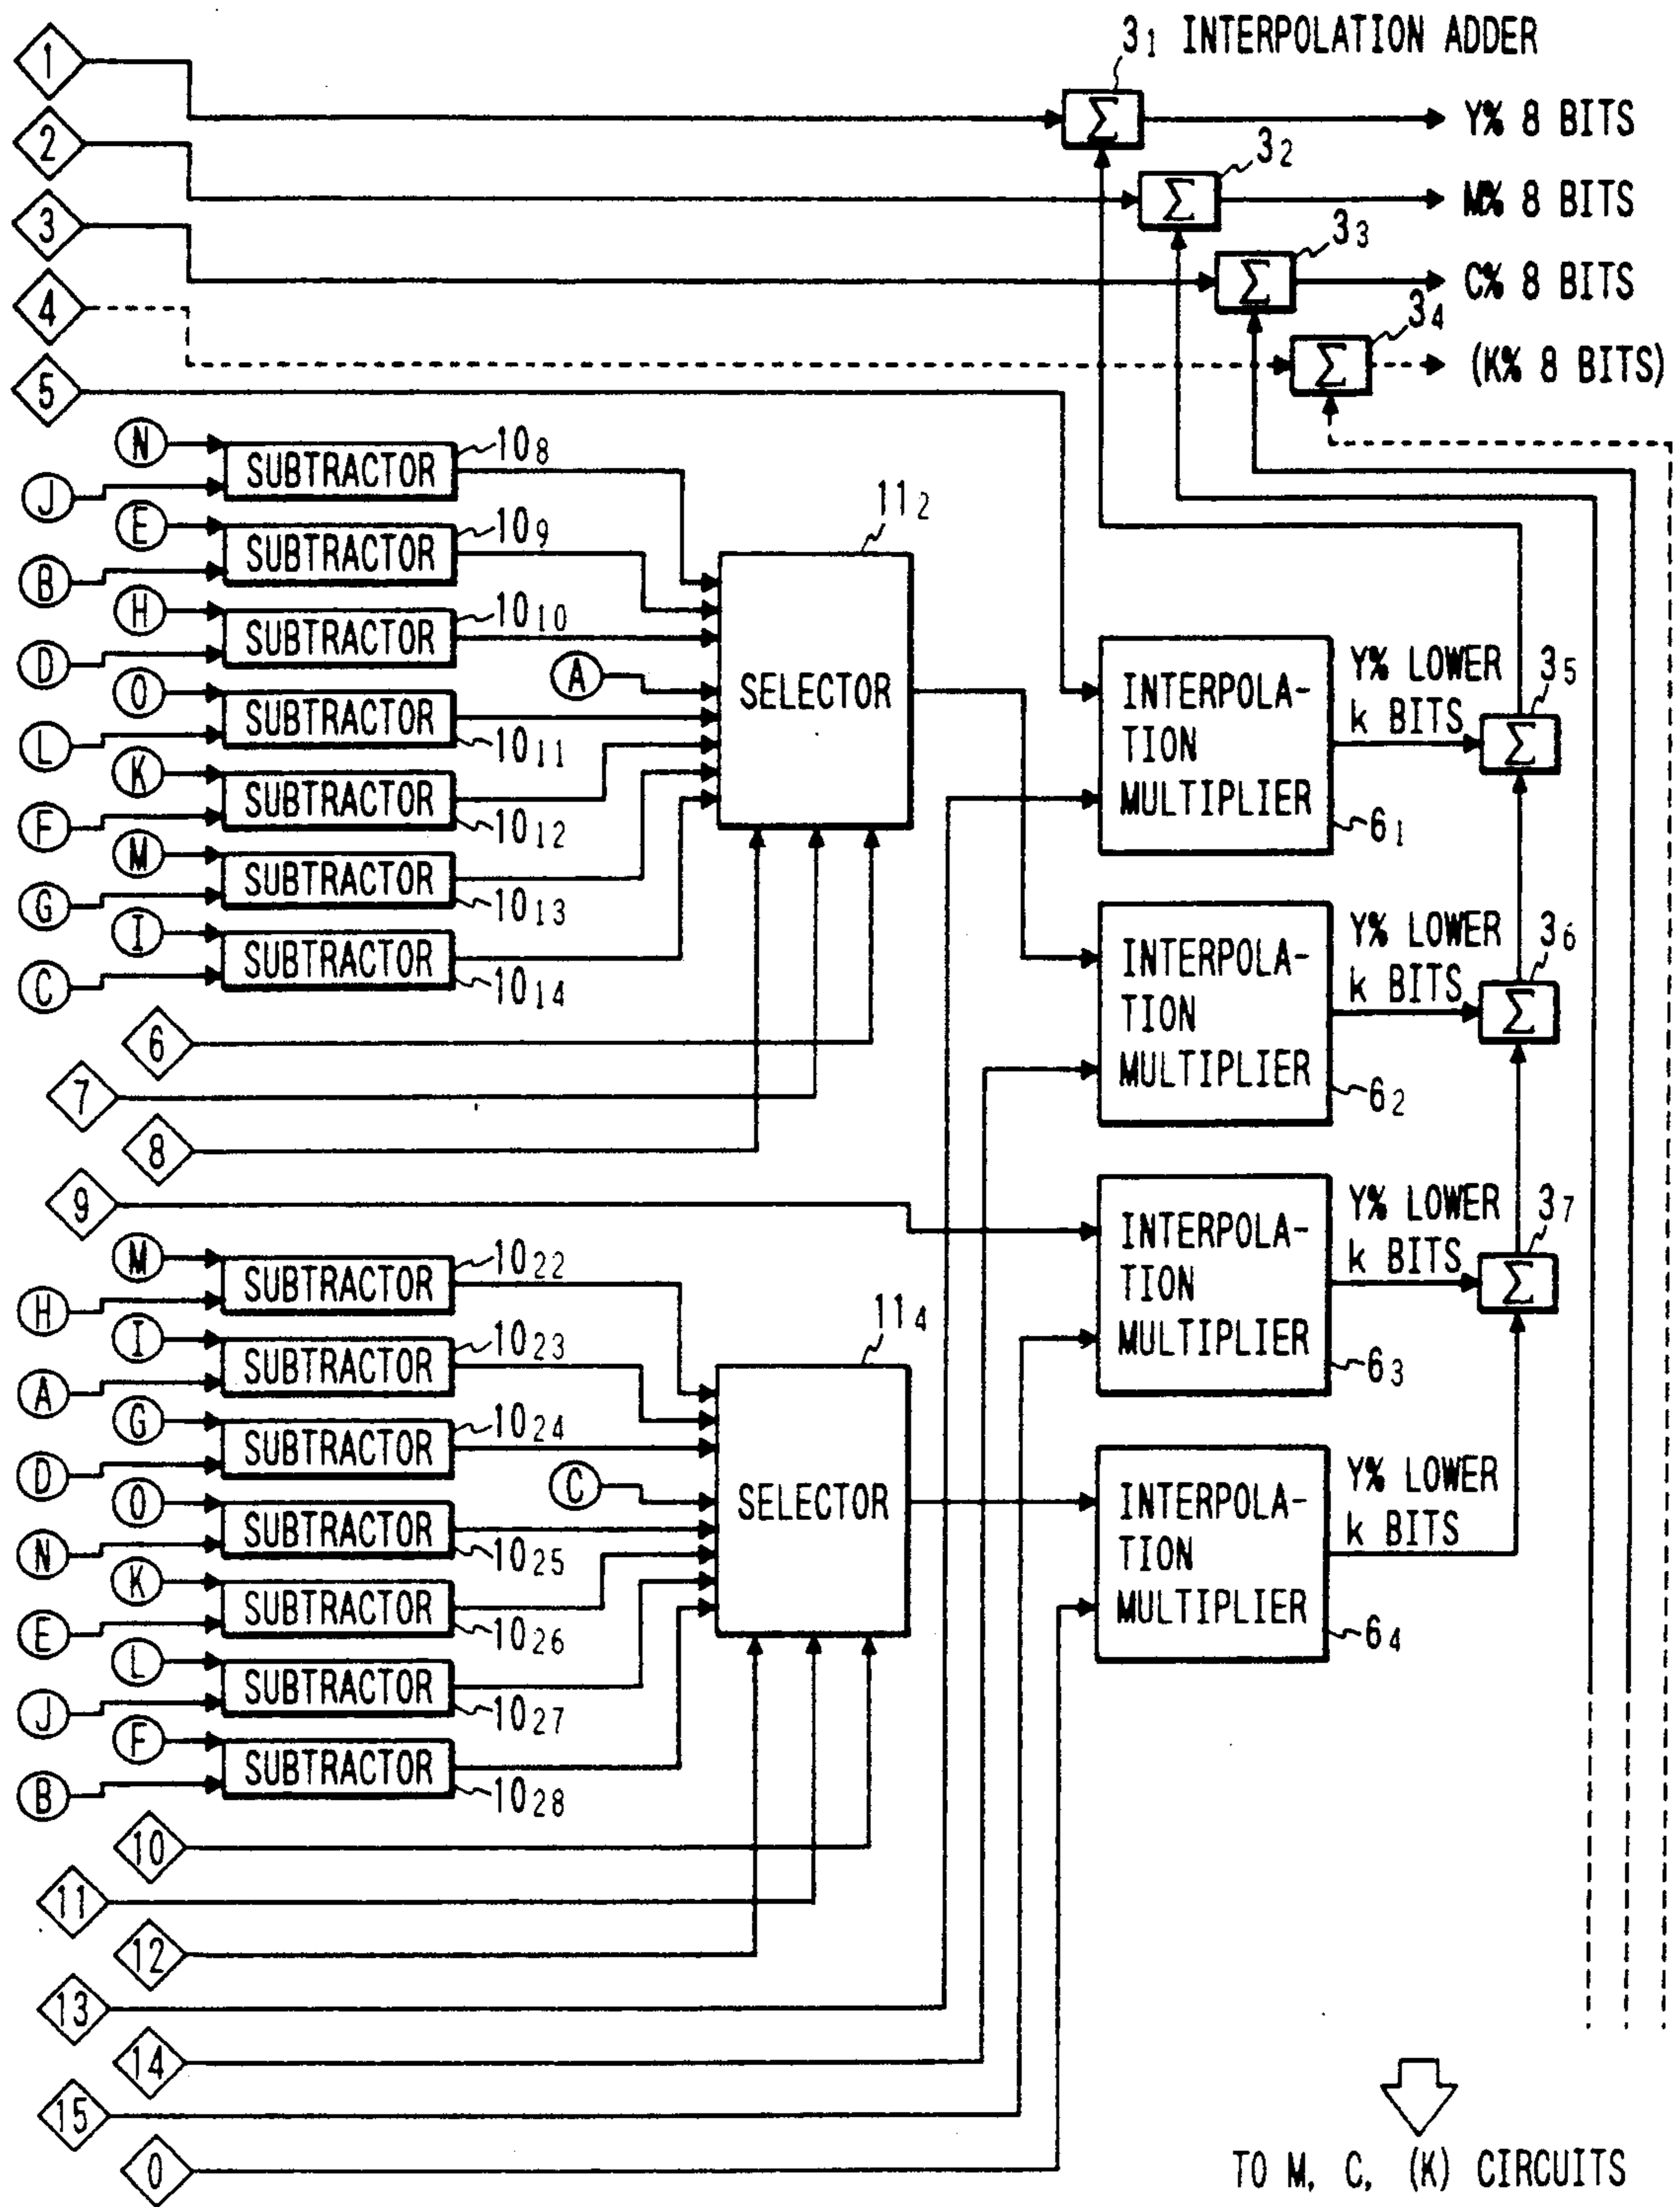 3₁ INTERPOLATION ADDER
1
Σ
Y% 8 BITS
2
3₂
Σ
M% 8 BITS
3
3₃
Σ
C% 8 BITS
4
3₄
Σ
(K% 8 BITS)
5
N
J
SUBTRACTOR
10₈
E
B
SUBTRACTOR
10₉
H
D
SUBTRACTOR
10₁₀
O
L
SUBTRACTOR
10₁₁
K
F
SUBTRACTOR
10₁₂
M
G
SUBTRACTOR
10₁₃
I
C
SUBTRACTOR
10₁₄
A
11₂
SELECTOR
6
7
8
INTERPOLA-
TION
MULTIPLIER
6₁
Y% LOWER
k BITS
3₅
Σ
INTERPOLA-
TION
MULTIPLIER
6₂
Y% LOWER
k BITS
3₆
Σ
9
INTERPOLA-
TION
MULTIPLIER
6₃
Y% LOWER
k BITS
3₇
Σ
M
H
SUBTRACTOR
10₂₂
I
A
SUBTRACTOR
10₂₃
G
D
SUBTRACTOR
10₂₄
O
N
SUBTRACTOR
10₂₅
K
E
SUBTRACTOR
10₂₆
L
J
SUBTRACTOR
10₂₇
F
B
SUBTRACTOR
10₂₈
C
11₄
SELECTOR
INTERPOLA-
TION
MULTIPLIER
6₄
Y% LOWER
k BITS
10
11
12
13
14
15
0
TO M, C, (K) CIRCUITS